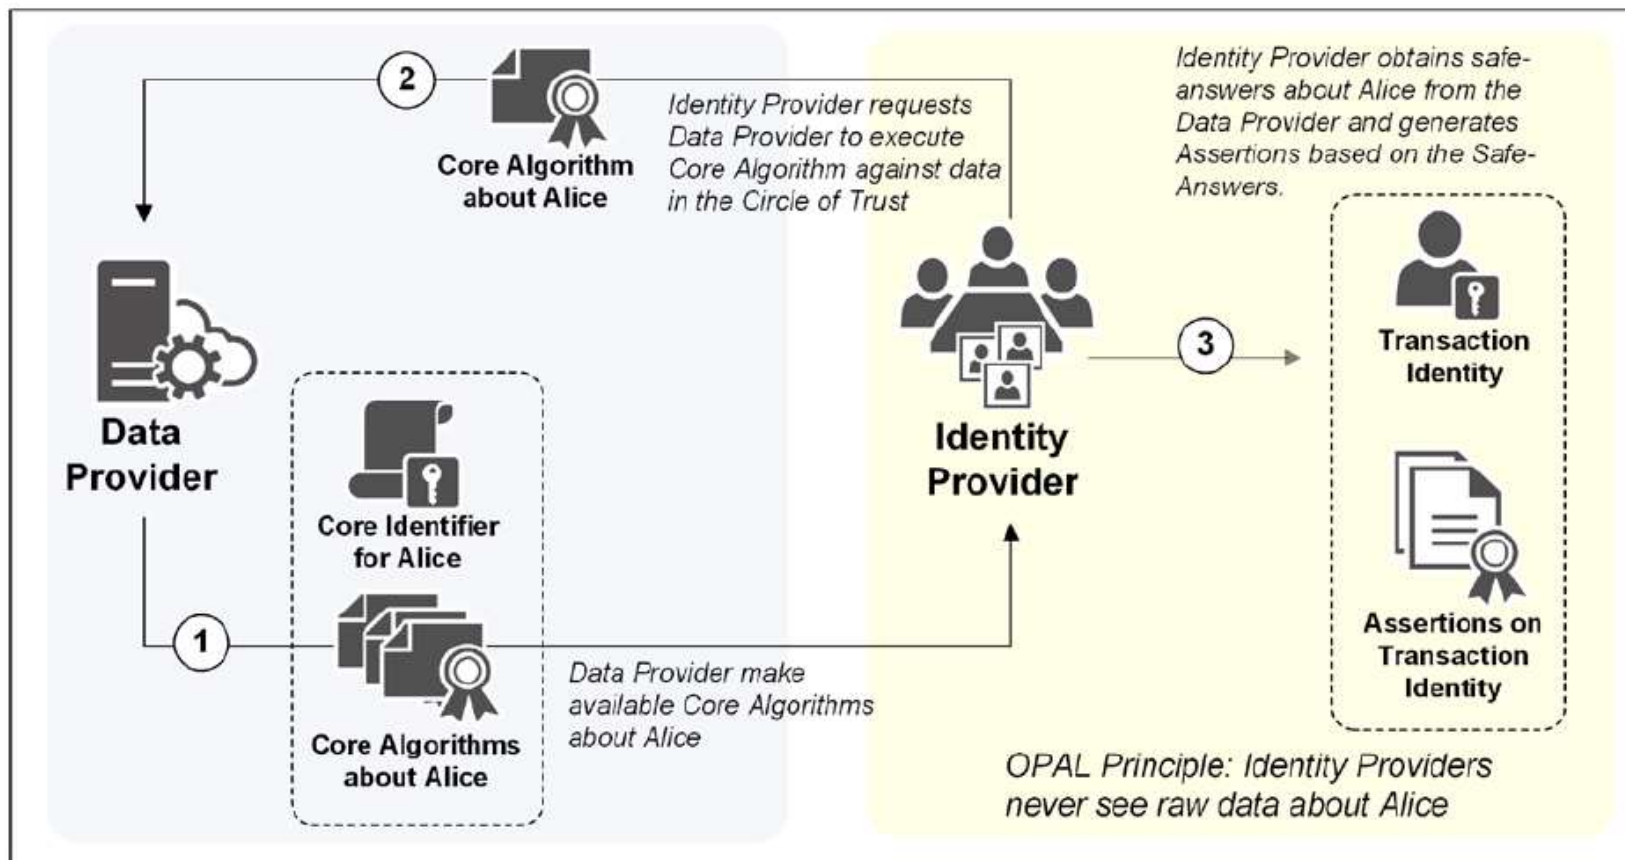 2
Core Algorithm
about Alice
Identity Provider requests
Data Provider to execute
Core Algorithm against data
in the Circle of Trust
Identity Provider obtains safe-
answers about Alice from the
Data Provider and generates
Assertions based on the Safe-
Answers.
Data
Provider
Core Identifier
for Alice
1
Core Algorithms
about Alice
Data Provider make
available Core Algorithms
about Alice
Identity
Provider
3
Transaction
Identity
Assertions on
Transaction
Identity
OPAL Principle: Identity Providers
never see raw data about Alice